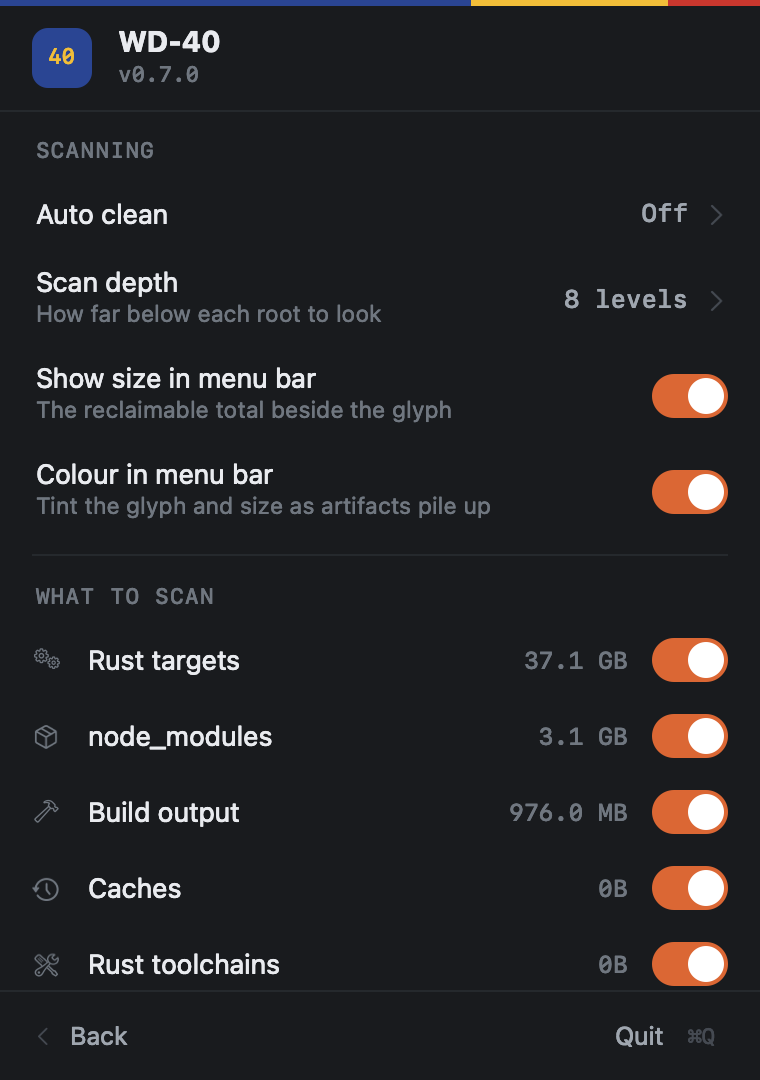 40
WD-40
v0.7.0
SCANNING
Auto clean
Off
Scan depth
How far below each root to look
8 levels
Show size in menu bar
The reclaimable total beside the glyph
Colour in menu bar
Tint the glyph and size as artifacts pile up
WHAT TO SCAN
Rust targets
37.1 GB
node_modules
3.1 GB
Build output
976.0 MB
Caches
0B
Rust toolchains
0B
Back
Quit ⌘Q